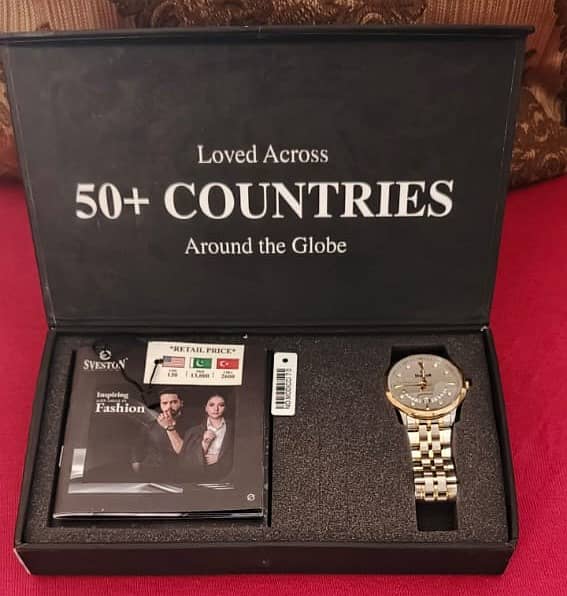 Loved Across
50+ COUNTRIES
Around the Globe
SVESTON
*RETAIL PRICE*
Inspiring
Fashion